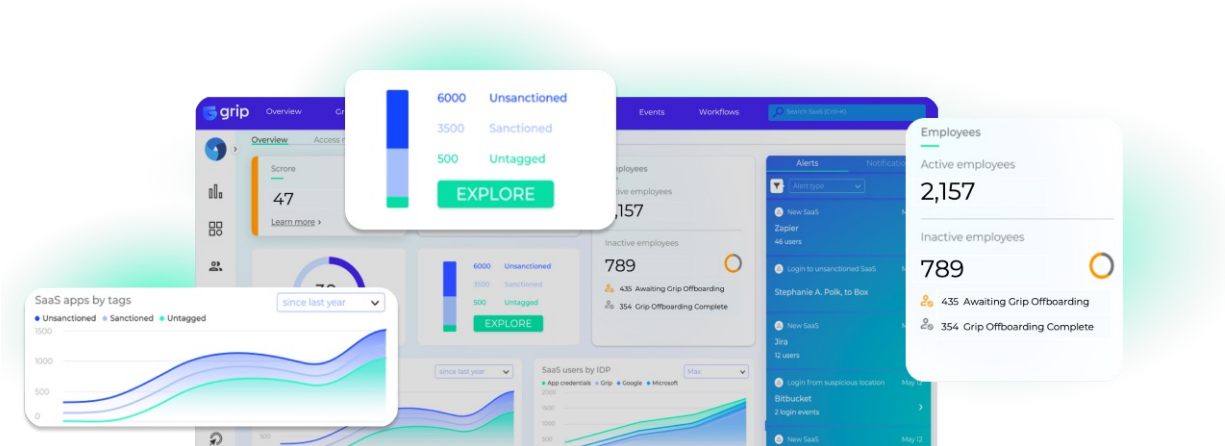 6000 Unsanctioned
3500 Sanctioned
500 Untagged
EXPLORE
grip Overview Events Workflows Search SaaS (Ctrl+K)
Overview Access
Scrore
47
Learn more >
Active employees
Inactive employees
789
435 Awaiting Grip Offboarding
354 Grip Offboarding Complete
6000 Unsanctioned
3500 Sanctioned
500 Untagged
EXPLORE
Alerts
Alert type
New SaaS
Zapier
46 users
Login to unsanctioned SaaS
Stephanie A. Polk, to Box
New SaaS
Jira
12 users
Login from suspicious location May 12
Bitbucket
2 login events
New SaaS May 12
Employees
Active employees
2,157
Inactive employees
789
435 Awaiting Grip Offboarding
354 Grip Offboarding Complete
SaaS apps by tags since last year
Unsanctioned Sanctioned Untagged
1500
1000
500
0
since last year
500
SaaS users by IDP Max
App credentials Grip Google Microsoft
2000
1500
1000
500